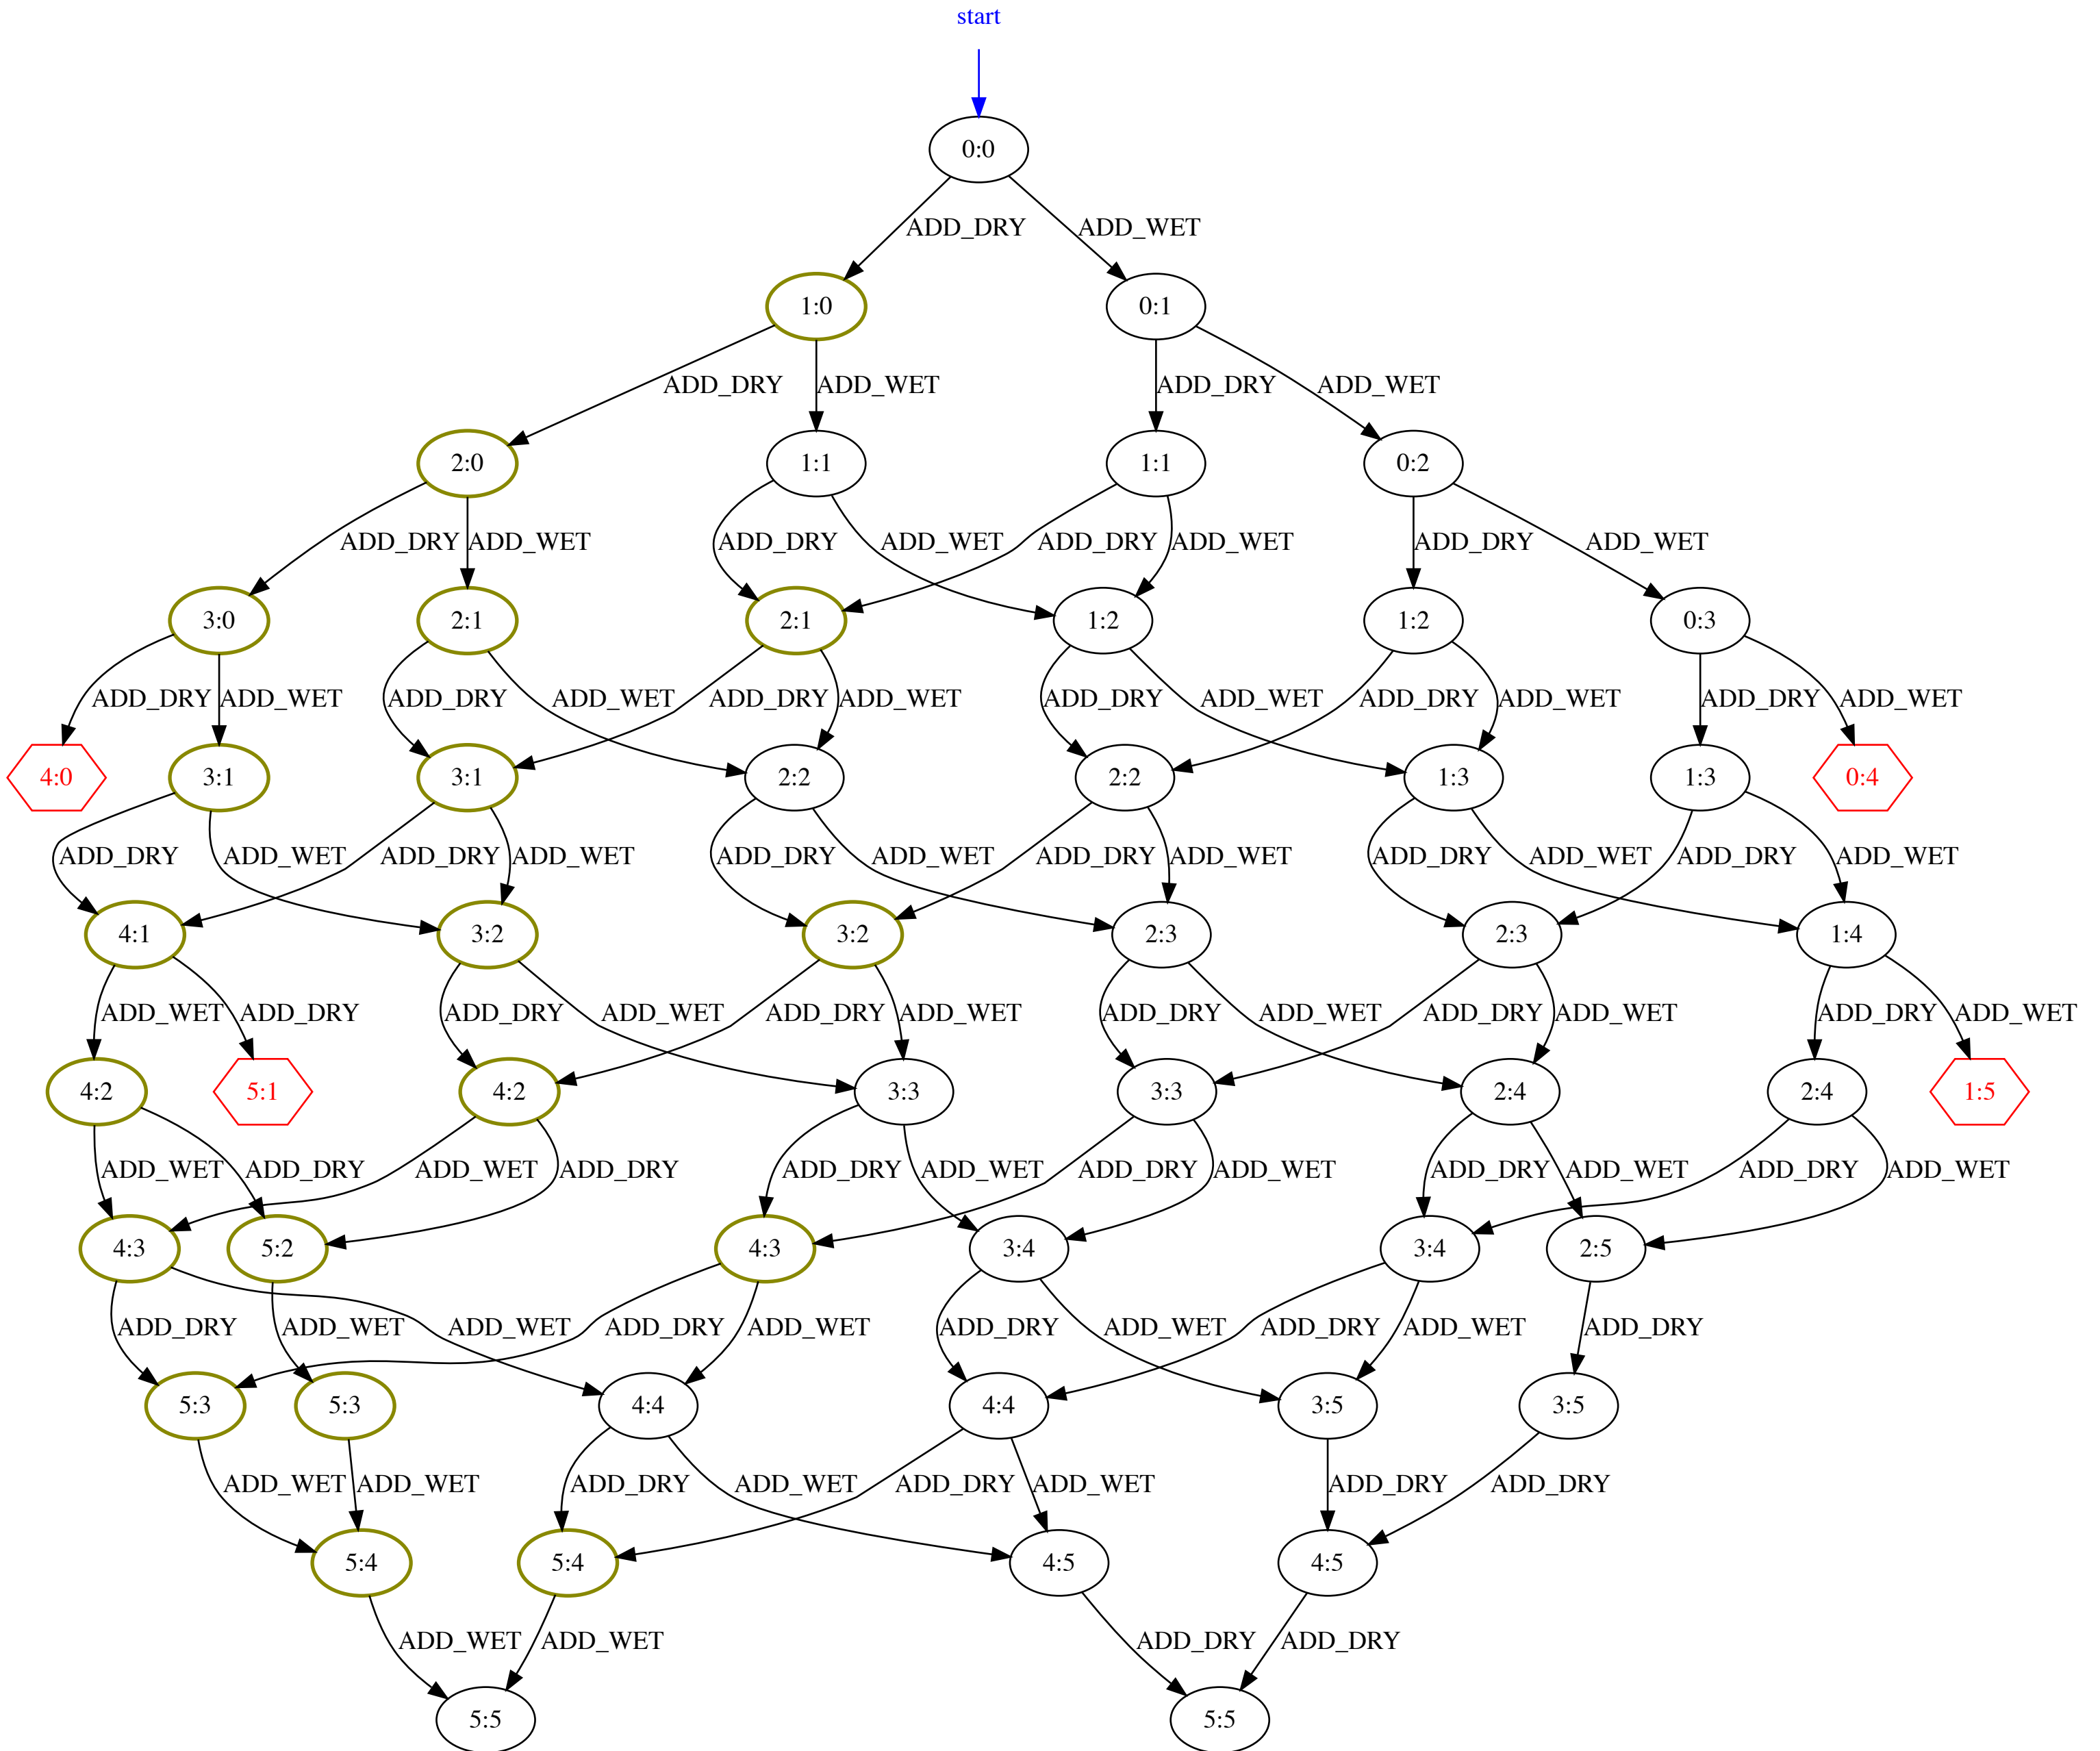 start
0:0
ADD_DRY ADD_WET
1:0 0:1
ADD_DRY ADD_WET ADD_DRY ADD_WET
2:0 1:1 1:1 0:2
ADD_DRY ADD_WET ADD_DRY ADD_WET ADD_DRY ADD_WET ADD_DRY ADD_WET
3:0 2:1 2:1 1:2 1:2 0:3
ADD_DRY ADD_WET ADD_DRY ADD_WET ADD_DRY ADD_WET ADD_DRY ADD_WET ADD_DRY ADD_WET ADD_DRY ADD_WET
4:0 3:1 3:1 2:2 2:2 1:3 1:3 0:4
ADD_DRY ADD_WET ADD_DRY ADD_WET ADD_DRY ADD_WET ADD_DRY ADD_WET ADD_DRY ADD_WET ADD_DRY ADD_WET
4:1 3:2 3:2 2:3 2:3 1:4
ADD_WET ADD_DRY ADD_DRY ADD_WET ADD_DRY ADD_WET ADD_DRY ADD_WET ADD_DRY ADD_WET ADD_DRY ADD_WET
4:2 5:1 4:2 3:3 3:3 2:4 2:4 1:5
ADD_WET ADD_DRY ADD_WET ADD_DRY ADD_DRY ADD_WET ADD_DRY ADD_WET ADD_DRY ADD_WET ADD_DRY ADD_WET
4:3 5:2 4:3 3:4 3:4 2:5
ADD_DRY ADD_WET ADD_WET ADD_DRY ADD_WET ADD_DRY ADD_WET ADD_DRY ADD_WET ADD_DRY
5:3 5:3 4:4 4:4 3:5 3:5
ADD_WET ADD_WET ADD_DRY ADD_WET ADD_DRY ADD_WET ADD_DRY ADD_DRY
5:4 5:4 4:5 4:5
ADD_WET ADD_WET ADD_DRY ADD_DRY
5:5 5:5